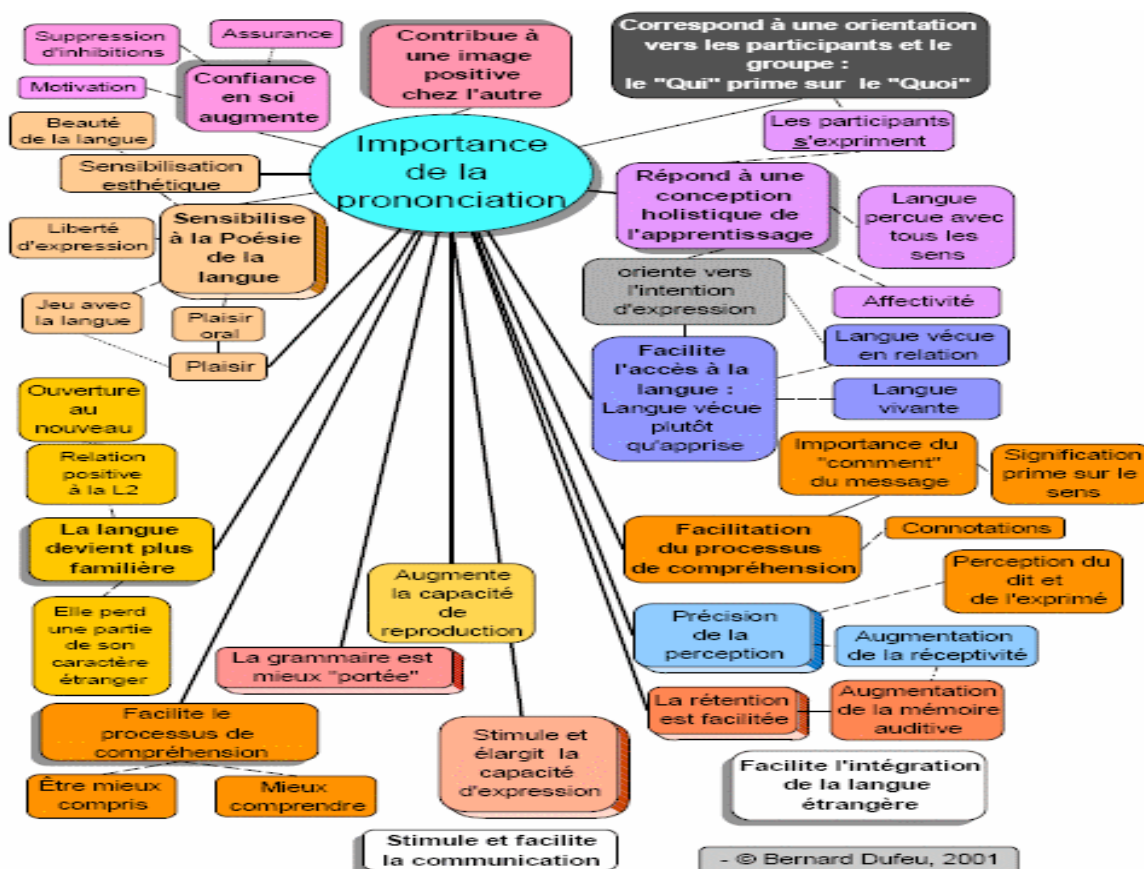 Suppression
d'inhibitions
Assurance
Motivation
Confiance
en soi
augmente
Contribue à
une image
positive
chez l'autre
Correspond à une orientation
vers les participants et le
groupe :
le "Qui" prime sur le "Quoi"
Les participants
s'expriment
Importance
de la
prononciation
Beauté
de la langue
Sensibilisation
esthétique
Sensibilise
à la Poésie
de la
langue
Liberté
d'expression
Jeu avec
la langue
Plaisir
oral
Plaisir
Répond à une
conception
holistique de
l'apprentissage
Langue
percue avec
tous les
sens
Affectivité
oriente vers
l'intention
d'expression
Facilite
l'accès à la
langue :
Langue vécue
plutôt
qu'apprise
Langue vécue
en relation
Langue
vivante
Ouverture
au
nouveau
Relation
positive
à la L2
La langue
devient plus
familière
Elle perd
une partie
de son
caractère
étranger
Importance du
"comment"
du message
Signification
prime sur le
sens
Facilitation
du processus
de compréhension
Connotations
Perception du
dit et
de l'exprimé
Précision
de la
perception
Augmentation
de la réceptivité
La rétention
est facilitée
Augmentation
de la mémoire
auditive
Augmente
la capacité
de
reproduction
La grammaire est
mieux "portée"
Facilite le
processus de
compréhension
Être mieux
compris
Mieux
comprendre
Stimule et
élargit la
capacité
d'expression
Facilite l'intégration
de la langue
étrangère
Stimule et facilite
la communication
- © Bernard Dufeu, 2001